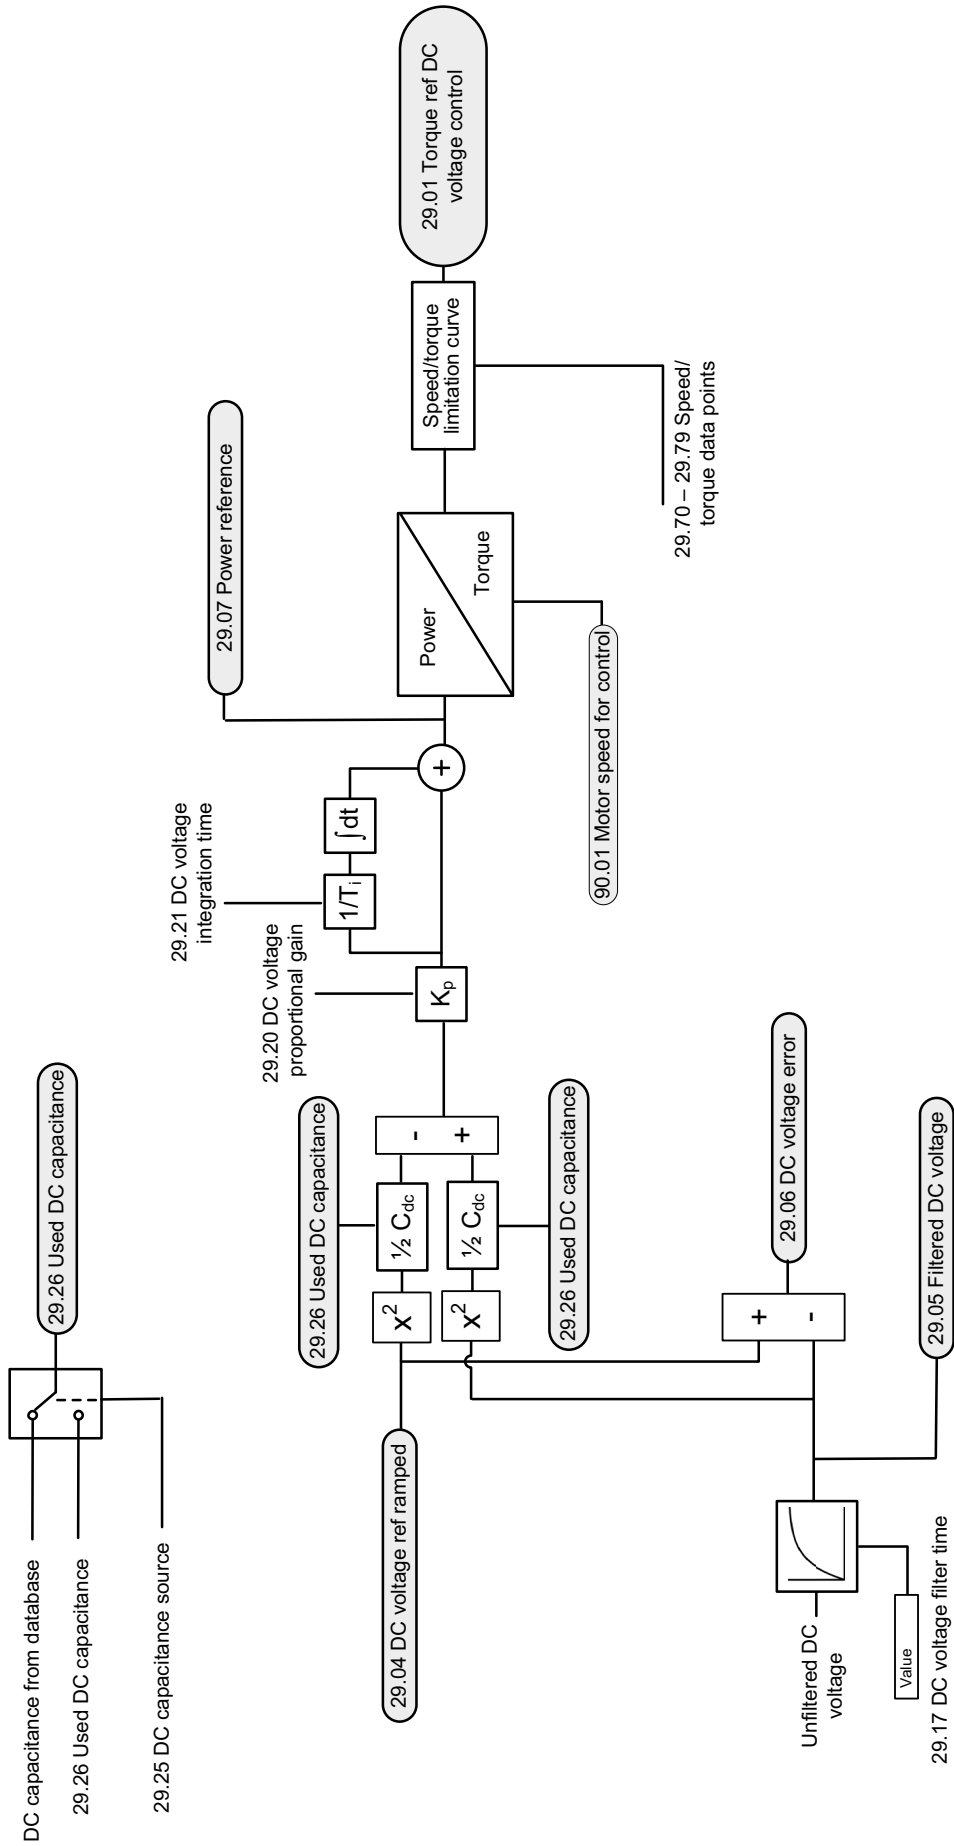 DC capacitance from database
29.26 Used DC capacitance
29.25 DC capacitance source
29.26 Used DC capacitance
29.21 DC voltage
integration time
29.07 Power reference
29.20 DC voltage
proportional gain
29.26 Used DC capacitance
29.04 DC voltage ref ramped
x²
½ Cdc
-
+
x²
½ Cdc
29.26 Used DC capacitance
Kp
1/Ti
∫dt
+
Power
Torque
Speed/torque
limitation curve
29.01 Torque ref DC
voltage control
90.01 Motor speed for control
29.70 – 29.79 Speed/
torque data points
Unfiltered DC
voltage
+
-
29.06 DC voltage error
29.05 Filtered DC voltage
Value
29.17 DC voltage filter time